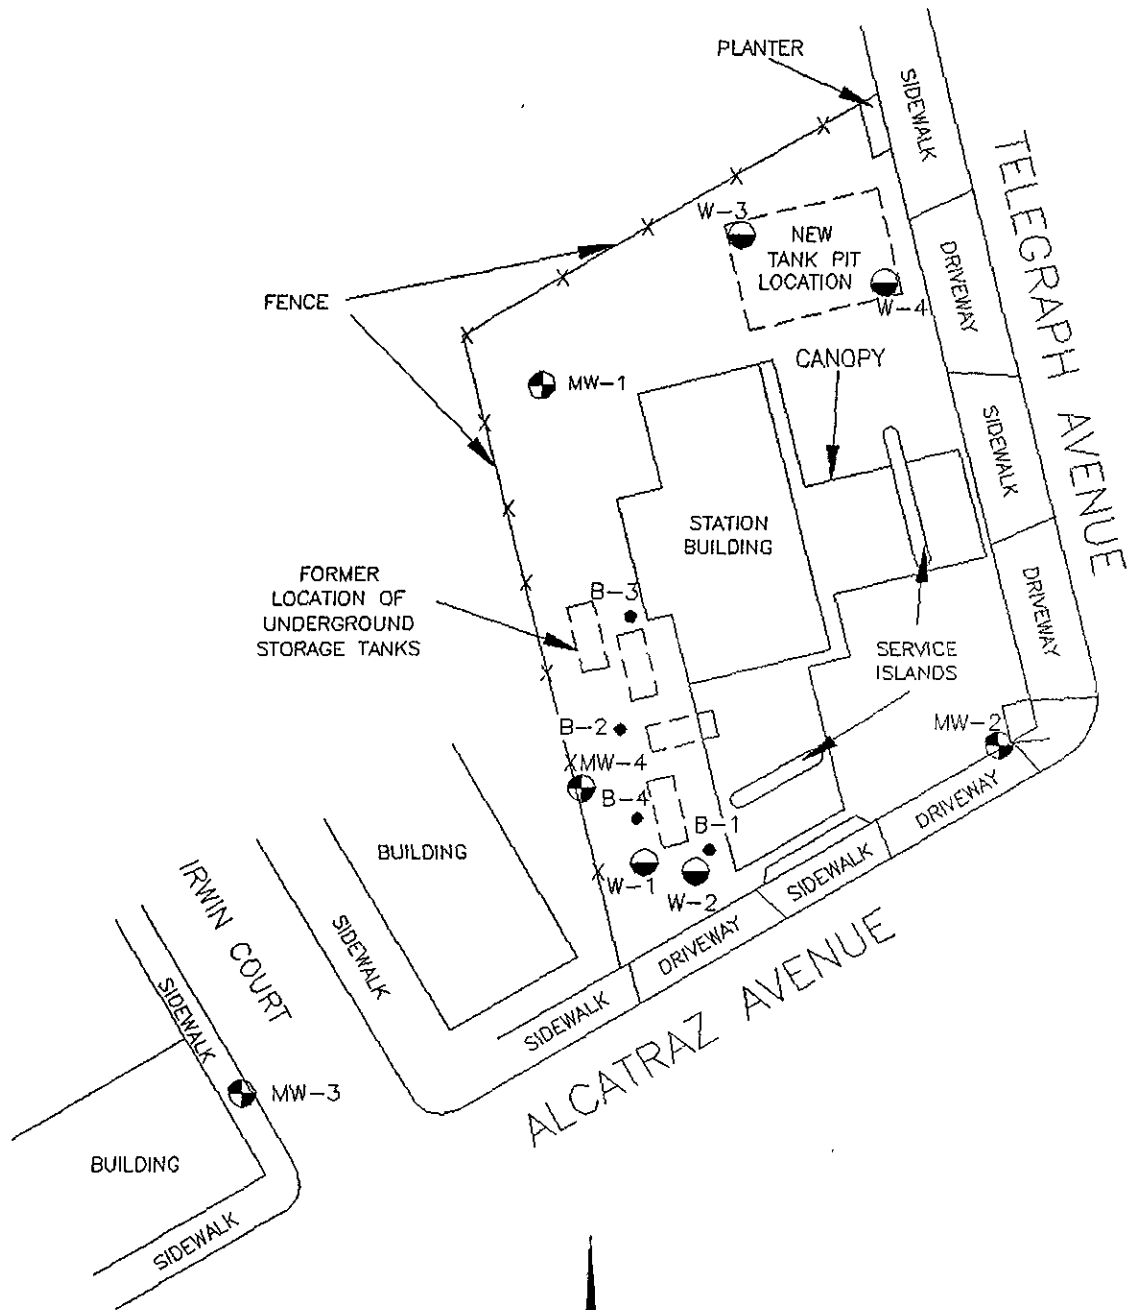 PLANTER
SIDEWALK
TELEGRAPH AVENUE
W-3
NEW
TANK PIT
LOCATION
DRIVEWAY
W-4
FENCE
CANOPY
MW-1
SIDEWALK
STATION
BUILDING
FORMER
LOCATION OF
UNDERGROUND
STORAGE TANKS
B-3
DRIVEWAY
SERVICE
ISLANDS
B-2
MW-2
MW-4
B-4
B-1
DRIVEWAY
BUILDING
W-1
W-2
SIDEWALK
IRWIN COURT
SIDEWALK
DRIVEWAY
SIDEWALK
SIDEWALK
ALCATRAZ AVENUE
MW-3
BUILDING
SIDEWALK